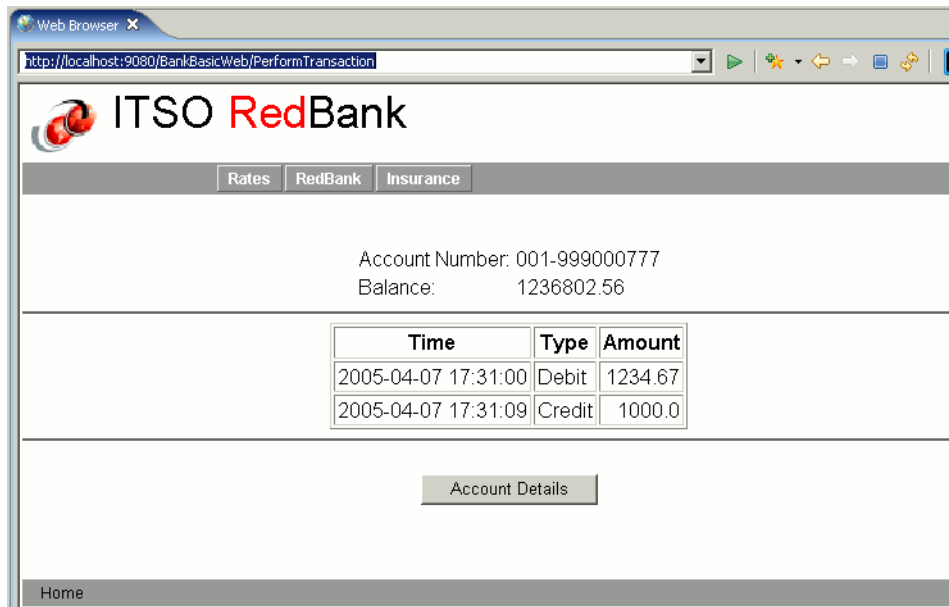 Web Browser
http://localhost:9080/BankBasicWeb/PerformTransaction
ITSO RedBank
Rates RedBank Insurance
Account Number: 001-999000777
Balance: 1236802.56
Time Type Amount
2005-04-07 17:31:00 Debit 1234.67
2005-04-07 17:31:09 Credit 1000.0
Account Details
Home